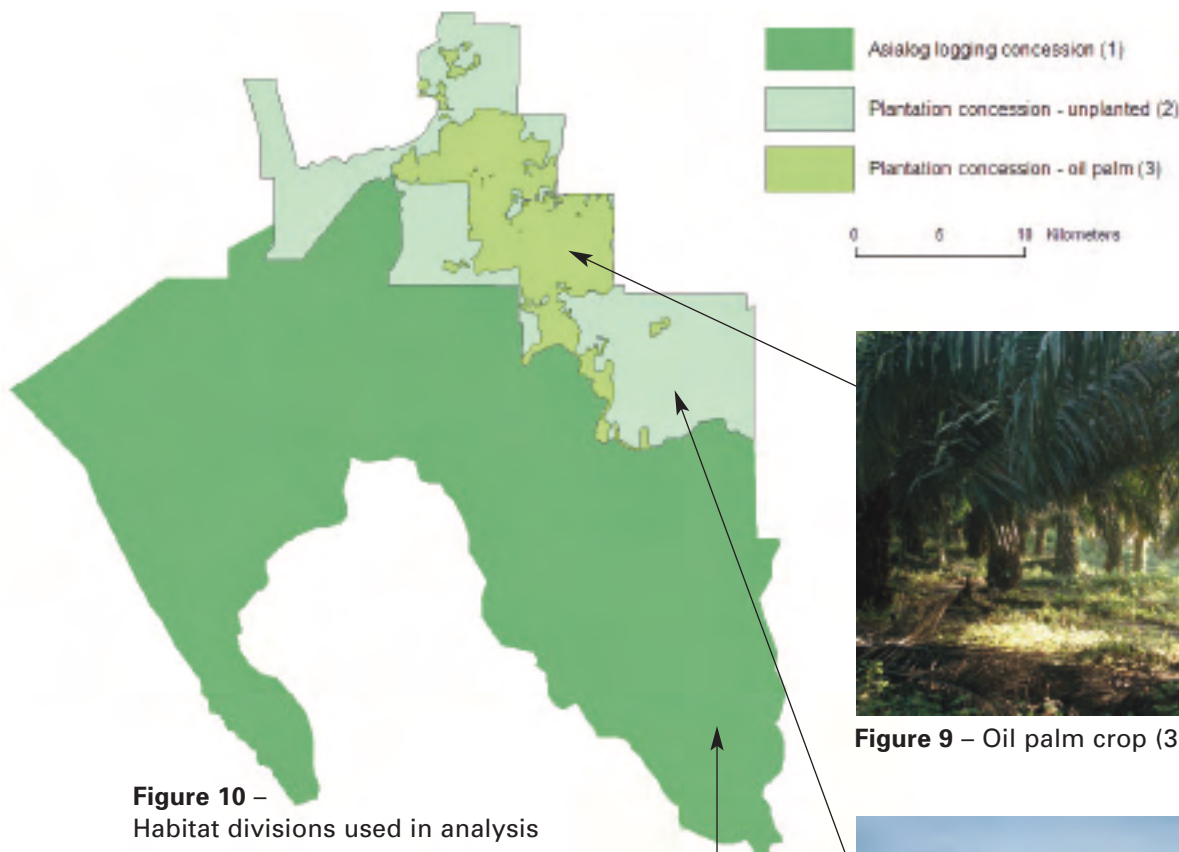 Asialog logging concession (1)
Plantation concession - unplanted (2)
Plantation concession - oil palm (3)
0 5 10 Kilometers
Figure 9 – Oil palm crop (3
Figure 10 –
Habitat divisions used in analysis